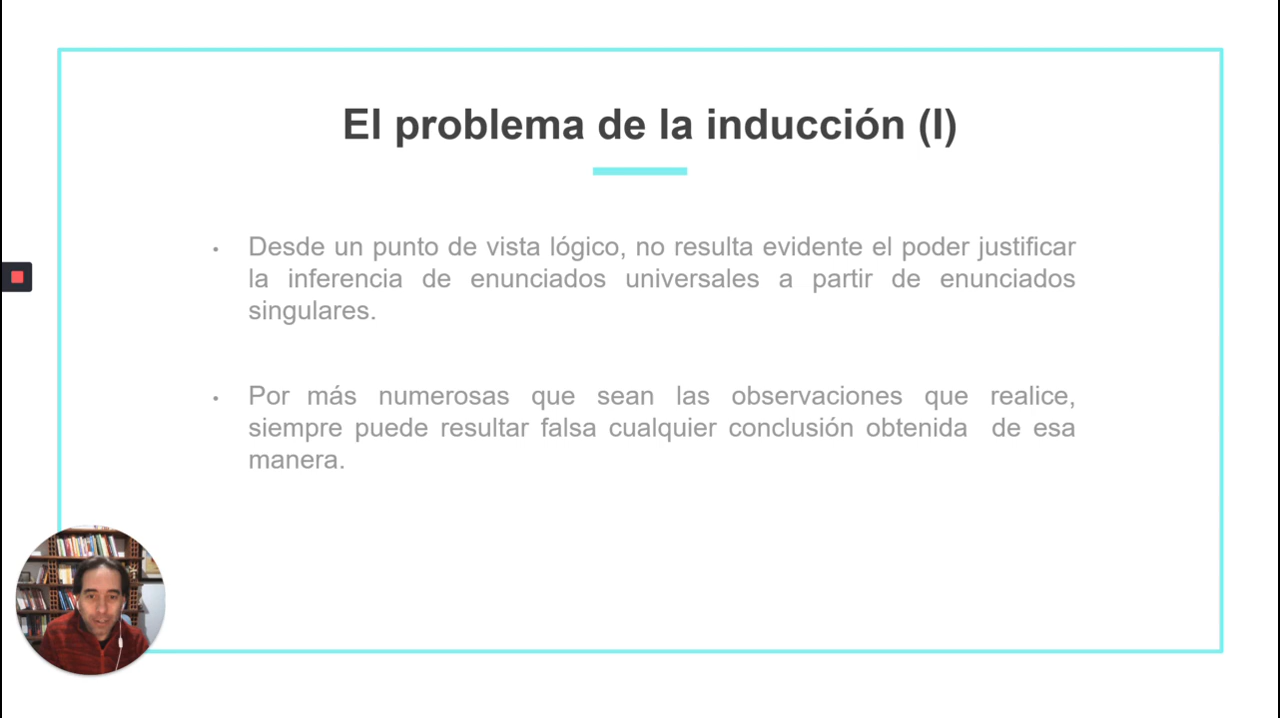 El problema de la inducción (I)
• Desde un punto de vista lógico, no resulta evidente el poder justificar
la inferencia de enunciados universales a partir de enunciados
singulares.
• Por más numerosas que sean las observaciones que realice,
siempre puede resultar falsa cualquier conclusión obtenida de esa
manera.